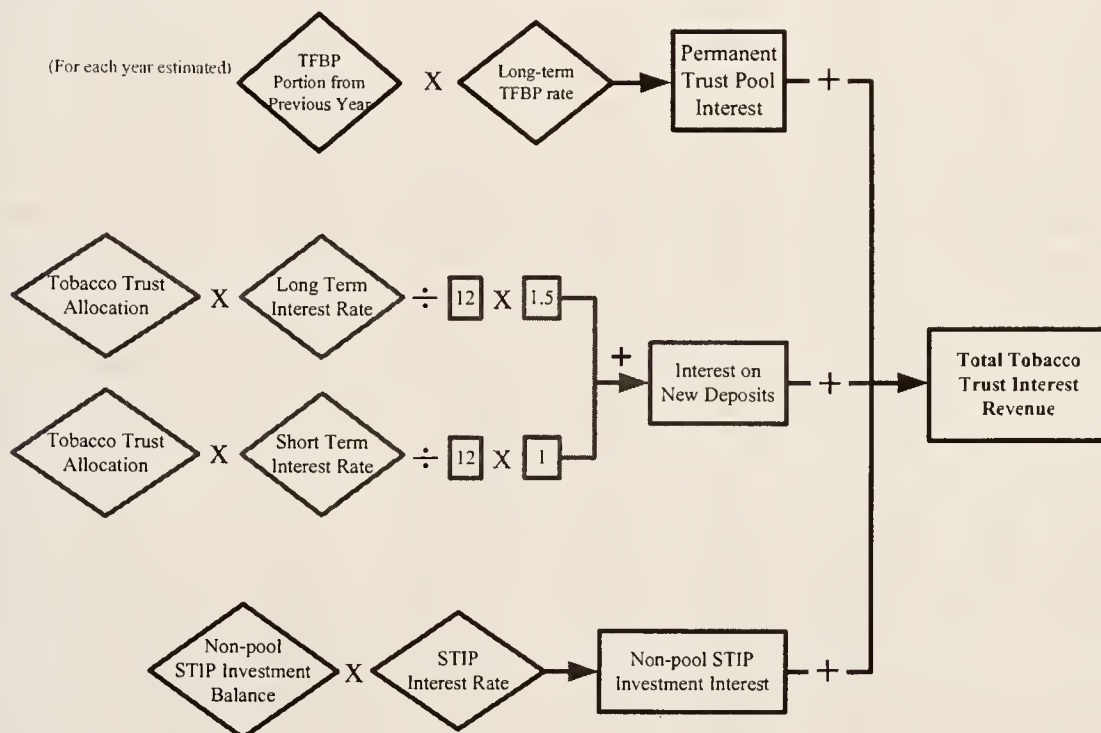 (For each year estimated)
TFBP
Portion from
Previous Year
X
Long-term
TFBP rate
Permanent
Trust Pool
Interest
+
Tobacco Trust
Allocation
X
Long Term
Interest Rate
÷ 12 X 1.5
+
Interest on
New Deposits
+
Total Tobacco
Trust Interest
Revenue
Tobacco Trust
Allocation
X
Short Term
Interest Rate
÷ 12 X 1
Non-pool
STIP Investment
Balance
X
STIP
Interest Rate
Non-pool STIP
Investment Interest
+